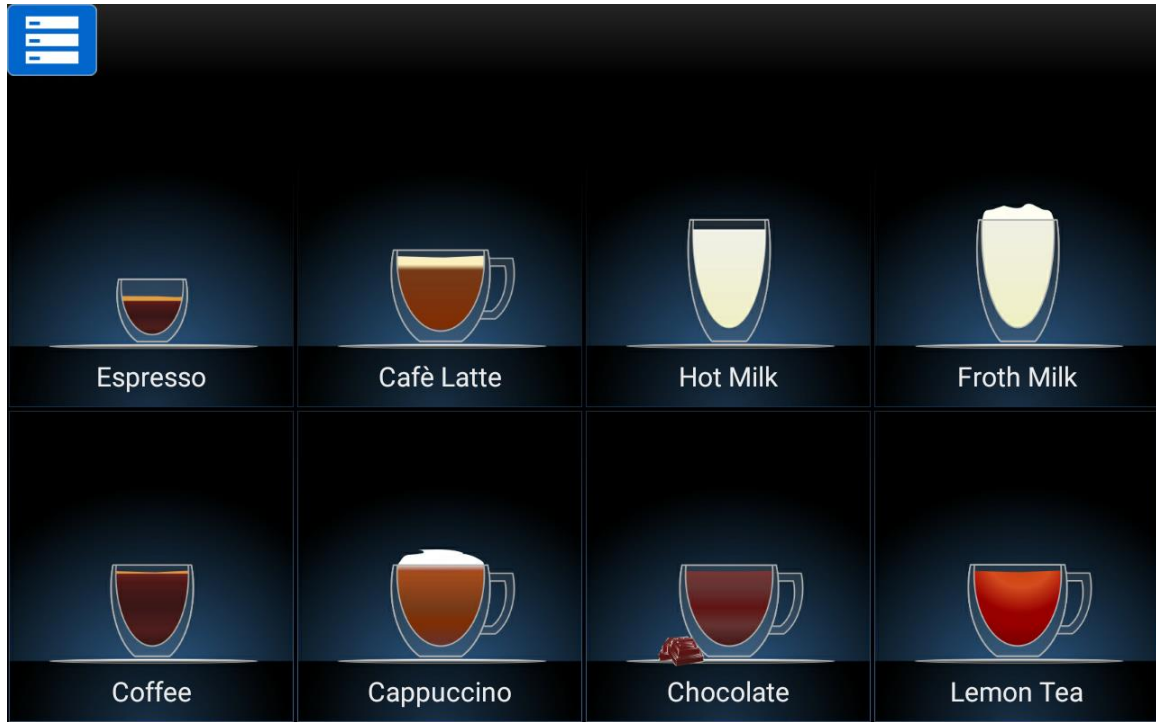 Espresso
Cafè Latte
Hot Milk
Froth Milk
Coffee
Cappuccino
Chocolate
Lemon Tea